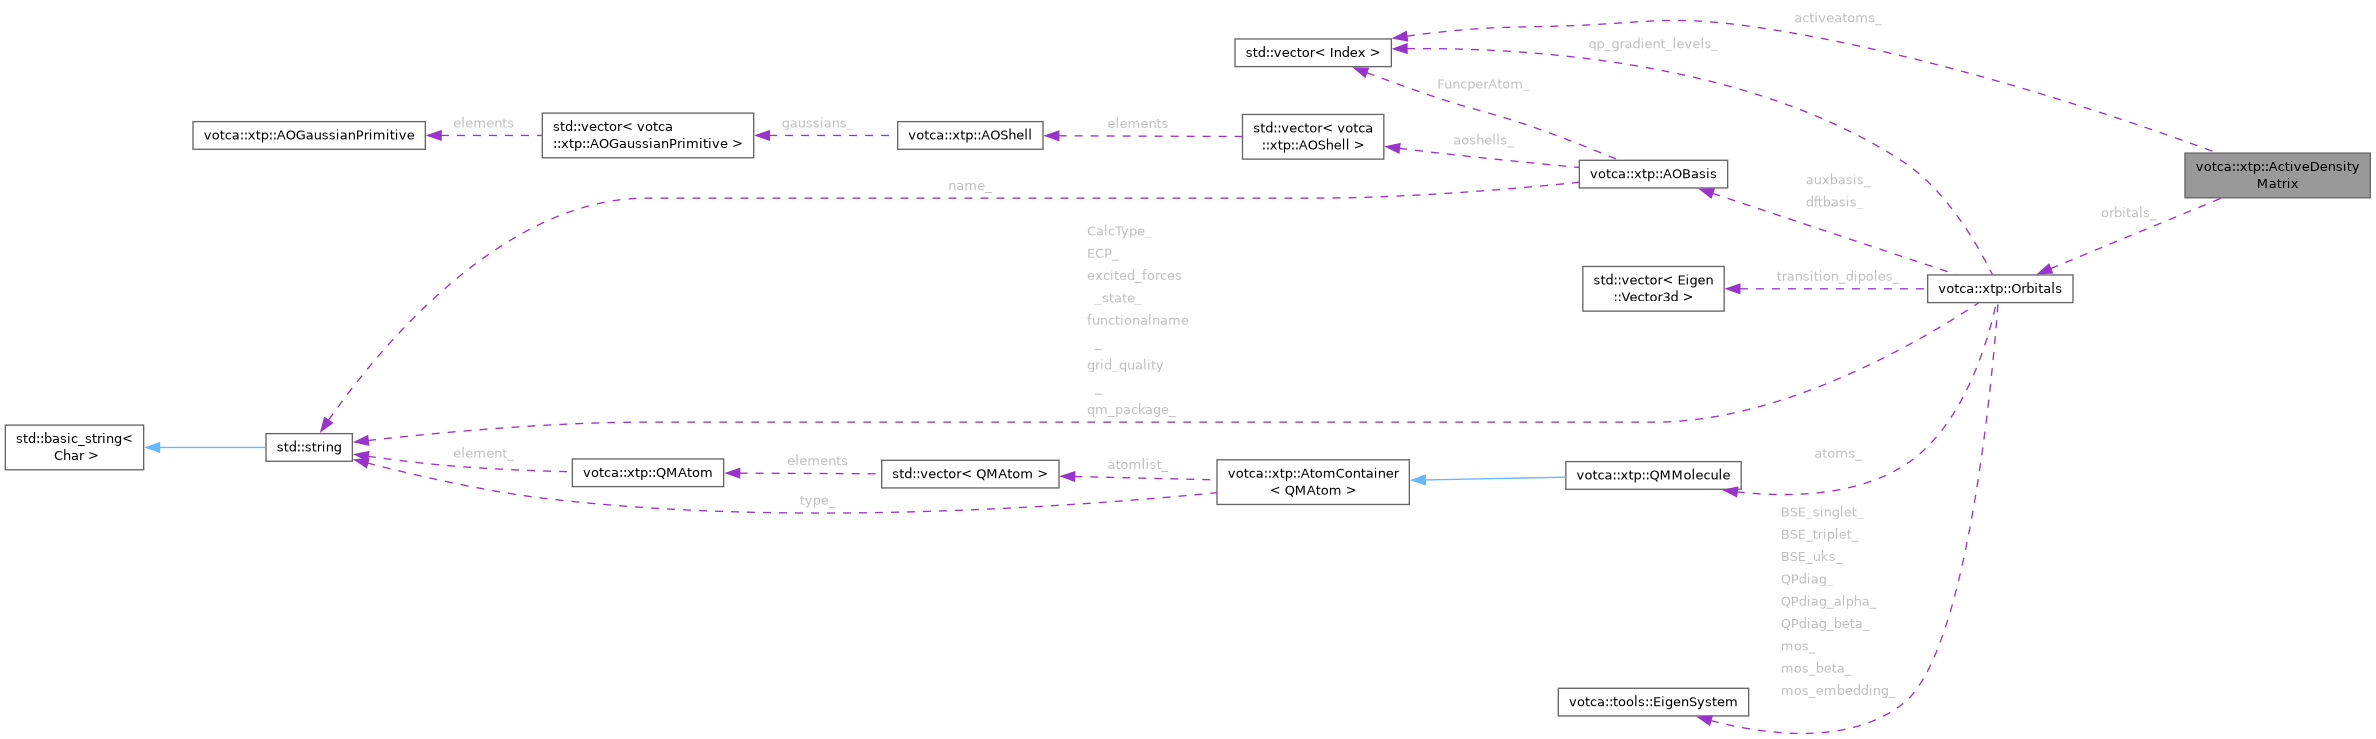 activeatoms_
qp_gradient_levels_
std::vector< Index >
FuncperAtom_
votca::xtp::AOGaussianPrimitive
elements
std::vector< votca
::xtp::AOGaussianPrimitive >
gaussians_
votca::xtp::AOShell
elements
std::vector< votca
::xtp::AOShell >
aoshells_
votca::xtp::AOBasis
votca::xtp::ActiveDensity
Matrix
name_
auxbasis_
dftbasis_
orbitals_
CalcType_
ECP_
excited_forces
_state_
functionalname
_
grid_quality
_
qm_package_
std::vector< Eigen
::Vector3d >
transition_dipoles_
votca::xtp::Orbitals
std::basic_string<
Char >
std::string
element_
votca::xtp::QMAtom
elements
std::vector< QMAtom >
atomlist_
votca::xtp::AtomContainer
< QMAtom >
votca::xtp::QMMolecule
atoms_
type_
BSE_singlet_
BSE_triplet_
BSE_uks_
QPdiag_
QPdiag_alpha_
QPdiag_beta_
mos_
mos_beta_
mos_embedding_
votca::tools::EigenSystem